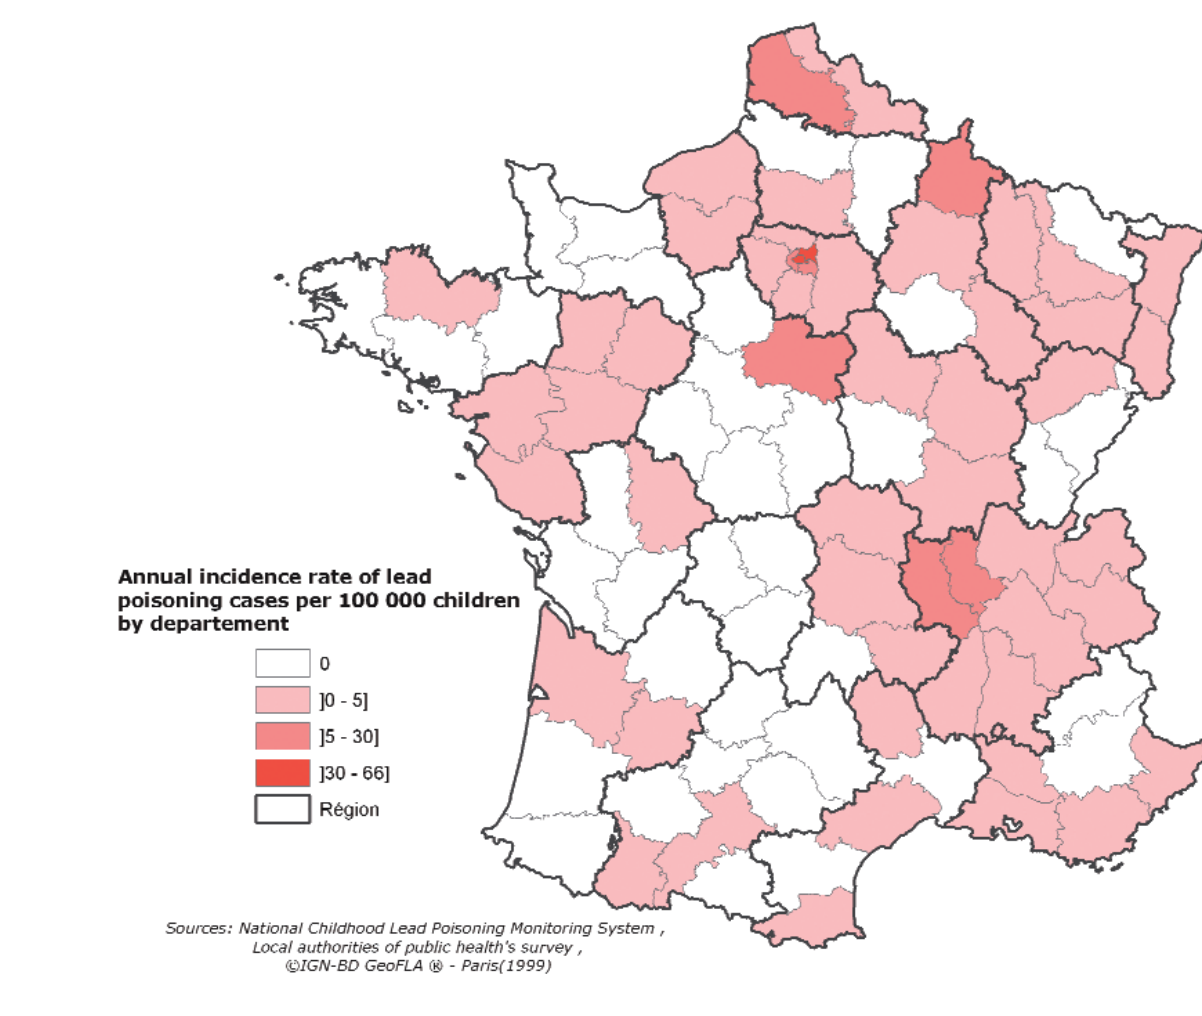 Annual incidence rate of lead
poisoning cases per 100 000 children
by departement
0
]0 - 5]
]5 - 30]
]30 - 66]
Région
Sources: National Childhood Lead Poisoning Monitoring System ,
Local authorities of public health's survey ,
©IGN-BD GeoFLA ® - Paris(1999)